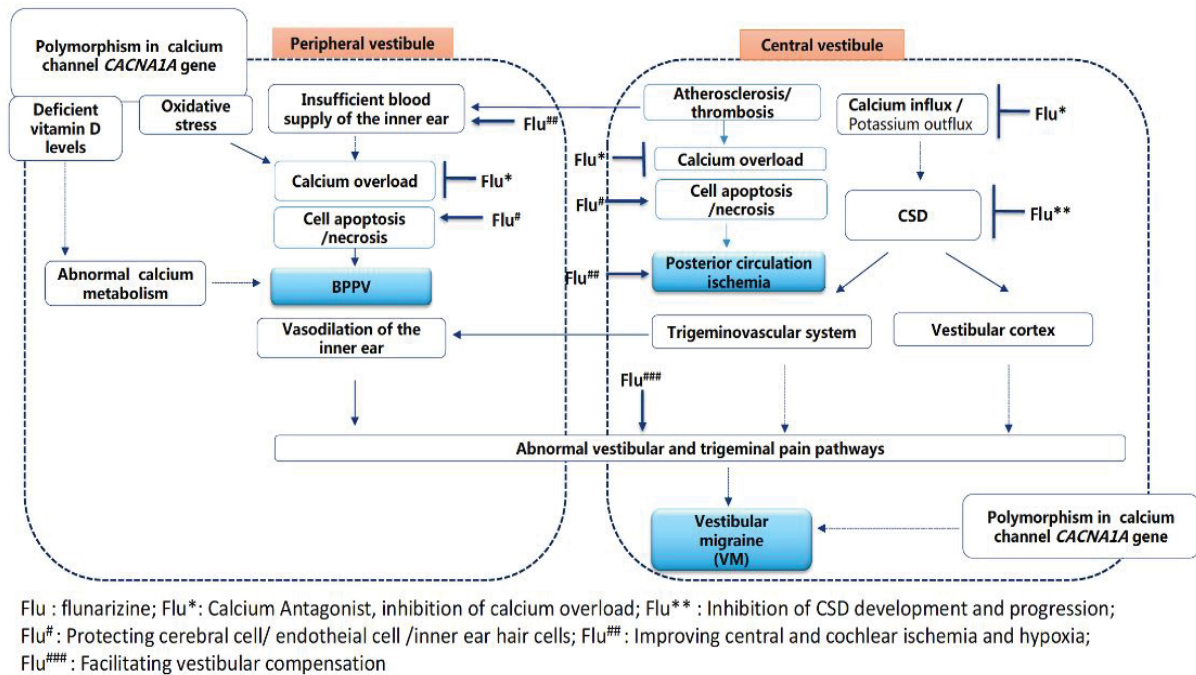 Polymorphism in calcium
channel CACNA1A gene
Peripheral vestibule
Central vestibule
Deficient
vitamin D
levels
Oxidative
stress
Insufficient blood
supply of the inner ear
Flu##
Atherosclerosis/
thrombosis
Calcium influx /
Potassium outflux
Flu*
Calcium overload
Flu*
Flu*
Calcium overload
Cell apoptosis
/necrosis
Flu#
Flu#
Cell apoptosis
/necrosis
CSD
Flu**
Abnormal calcium
metabolism
BPPV
Flu##
Posterior circulation
ischemia
Vasodilation of the
inner ear
Trigeminovascular system
Vestibular cortex
Flu###
Abnormal vestibular and trigeminal pain pathways
Vestibular
migraine
(VM)
Polymorphism in calcium
channel CACNA1A gene
Flu : flunarizine; Flu*: Calcium Antagonist, inhibition of calcium overload; Flu** : Inhibition of CSD development and progression;
Flu# : Protecting cerebral cell/ endotheial cell /inner ear hair cells; Flu## : Improving central and cochlear ischemia and hypoxia;
Flu### : Facilitating vestibular compensation